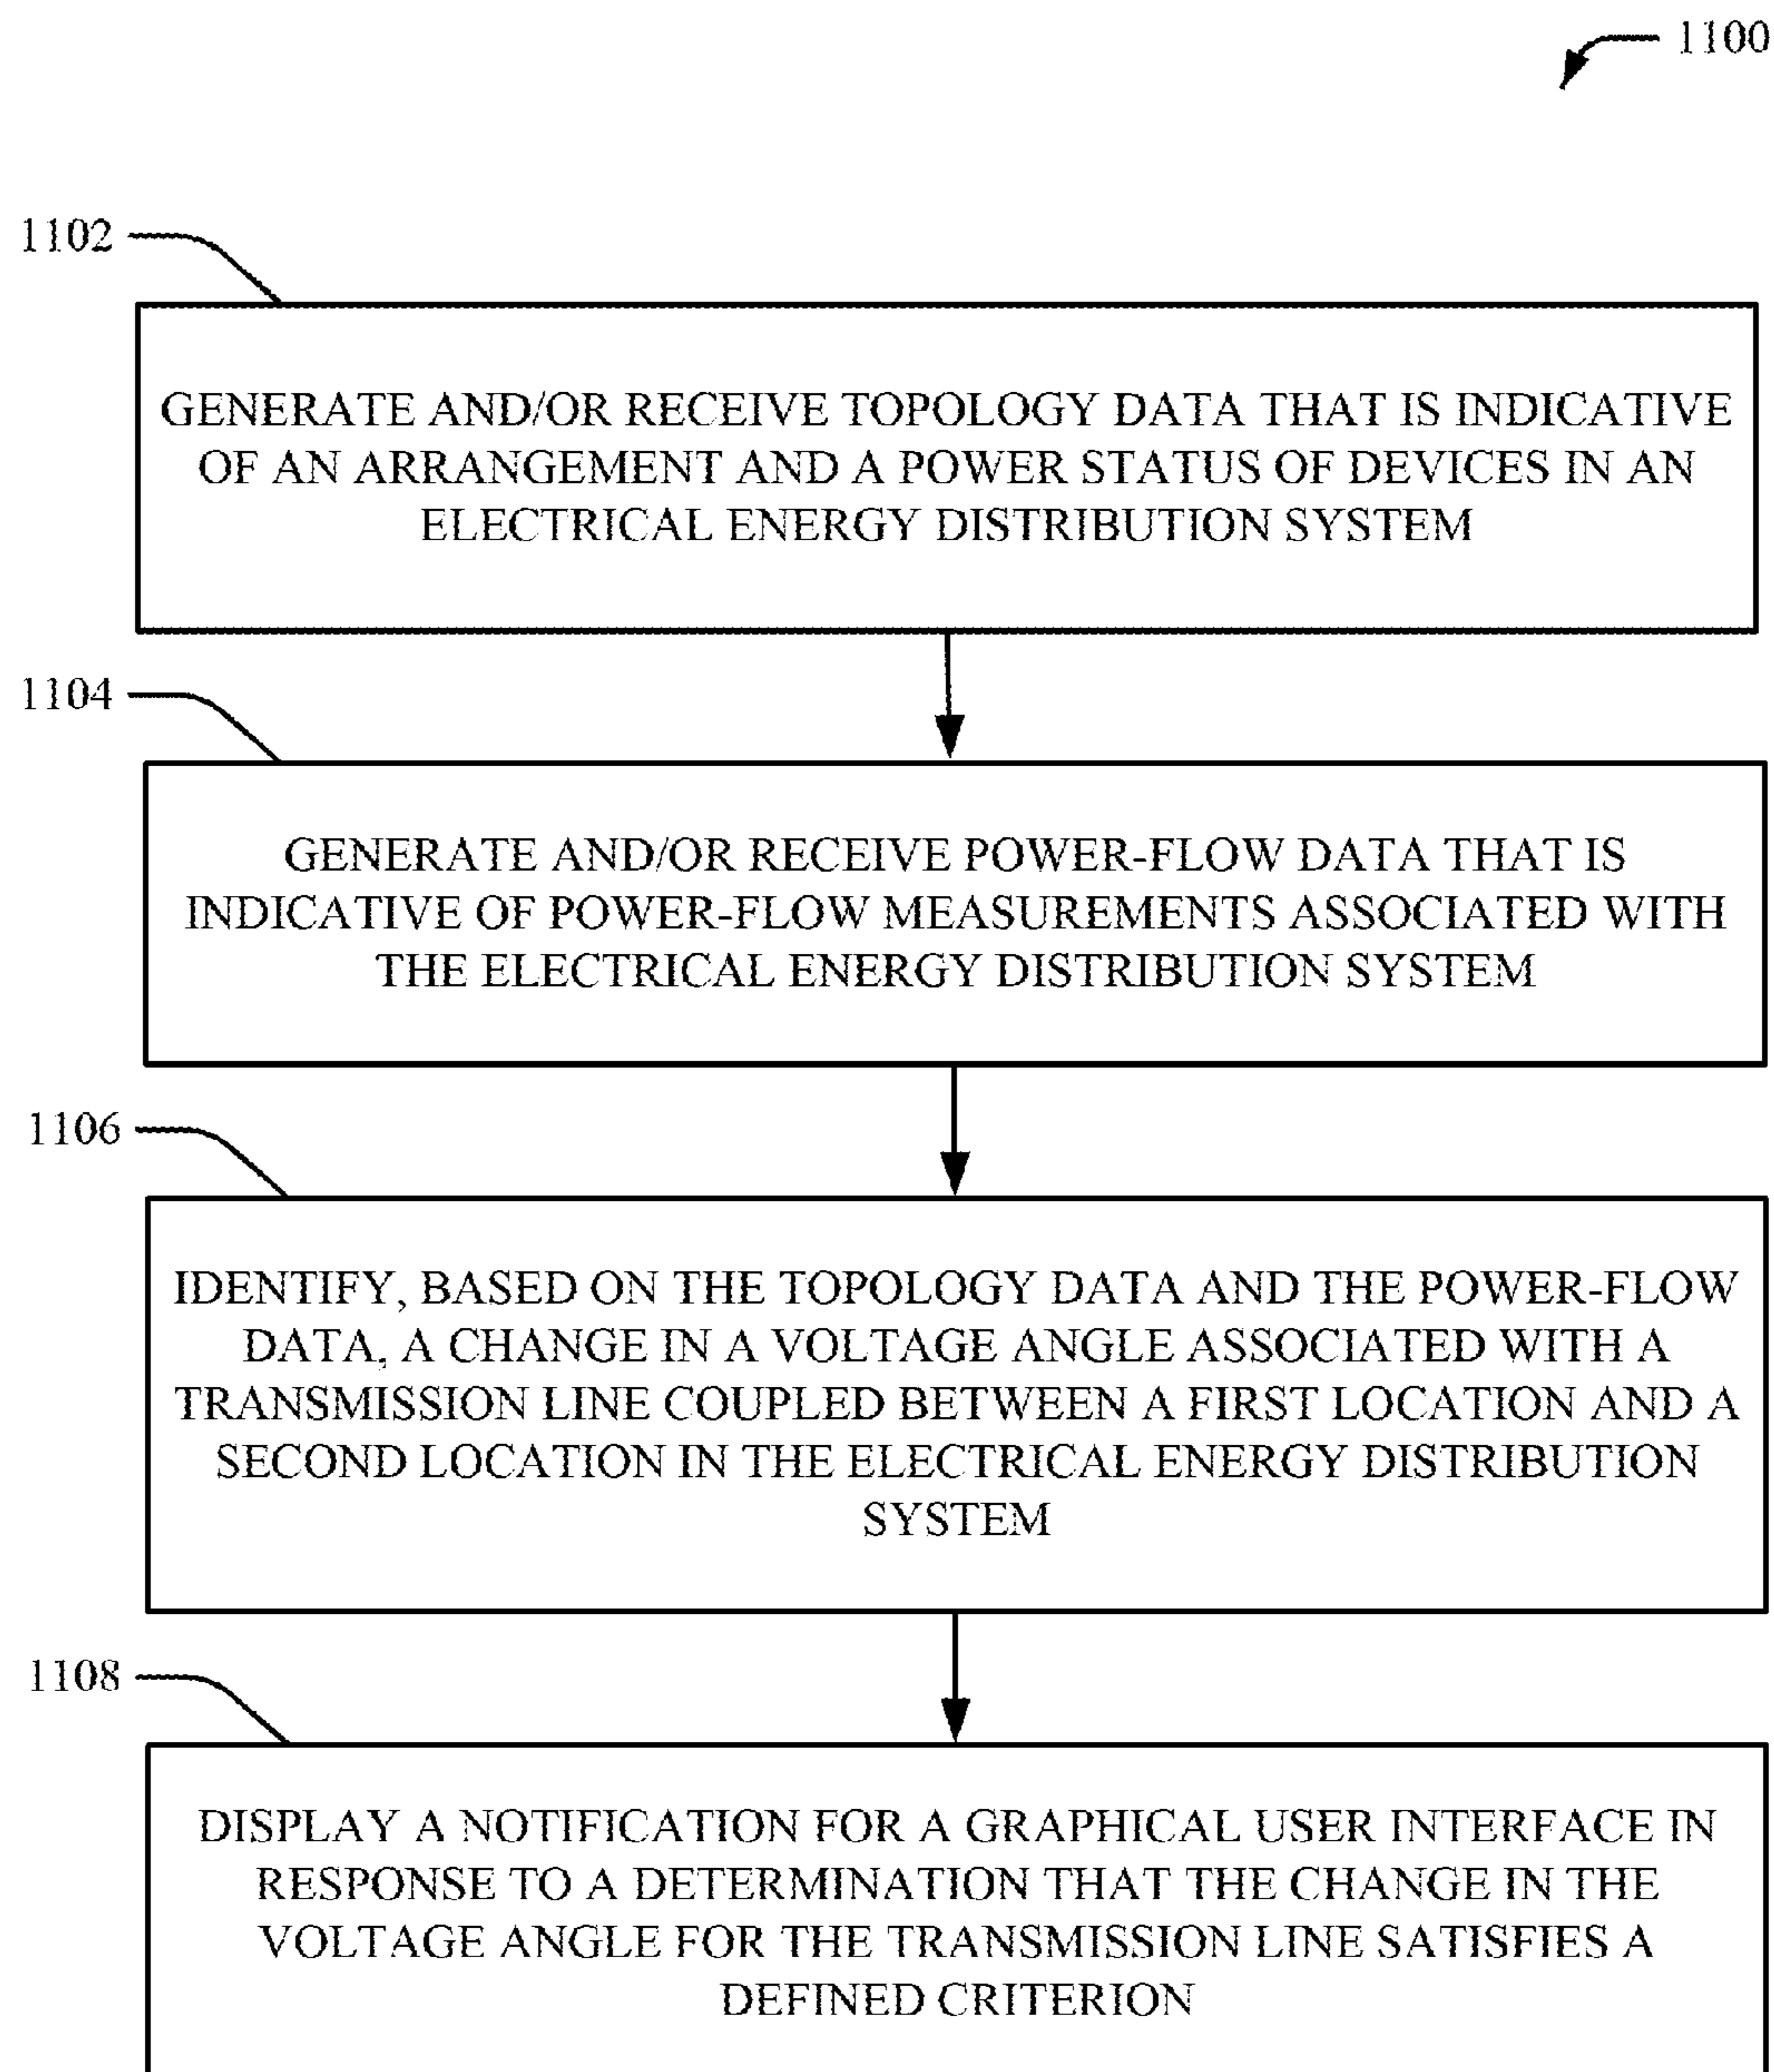 1100
1102
GENERATE AND/OR RECEIVE TOPOLOGY DATA THAT IS INDICATIVE
OF AN ARRANGEMENT AND A POWER STATUS OF DEVICES IN AN
ELECTRICAL ENERGY DISTRIBUTION SYSTEM
1104
GENERATE AND/OR RECEIVE POWER-FLOW DATA THAT IS
INDICATIVE OF POWER-FLOW MEASUREMENTS ASSOCIATED WITH
THE ELECTRICAL ENERGY DISTRIBUTION SYSTEM
1106
IDENTIFY, BASED ON THE TOPOLOGY DATA AND THE POWER-FLOW
DATA, A CHANGE IN A VOLTAGE ANGLE ASSOCIATED WITH A
TRANSMISSION LINE COUPLED BETWEEN A FIRST LOCATION AND A
SECOND LOCATION IN THE ELECTRICAL ENERGY DISTRIBUTION
SYSTEM
1108
DISPLAY A NOTIFICATION FOR A GRAPHICAL USER INTERFACE IN
RESPONSE TO A DETERMINATION THAT THE CHANGE IN THE
VOLTAGE ANGLE FOR THE TRANSMISSION LINE SATISFIES A
DEFINED CRITERION